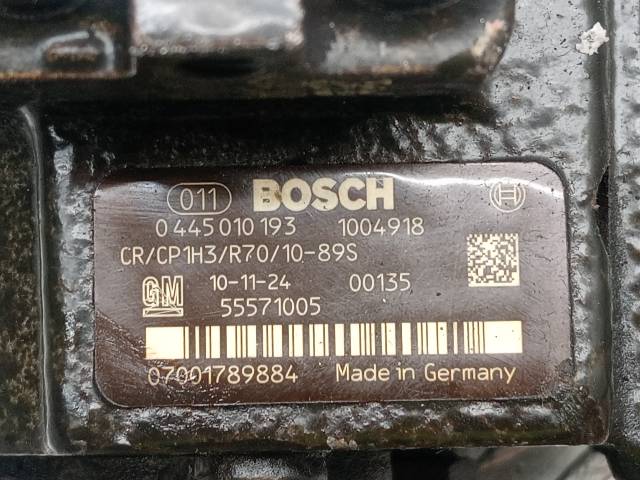 011 BOSCH
0 445 010 193 1004918
CR/CP1H3/R70/10-89S
GM 10-11-24 00135
55571005
07001789884 Made in Germany